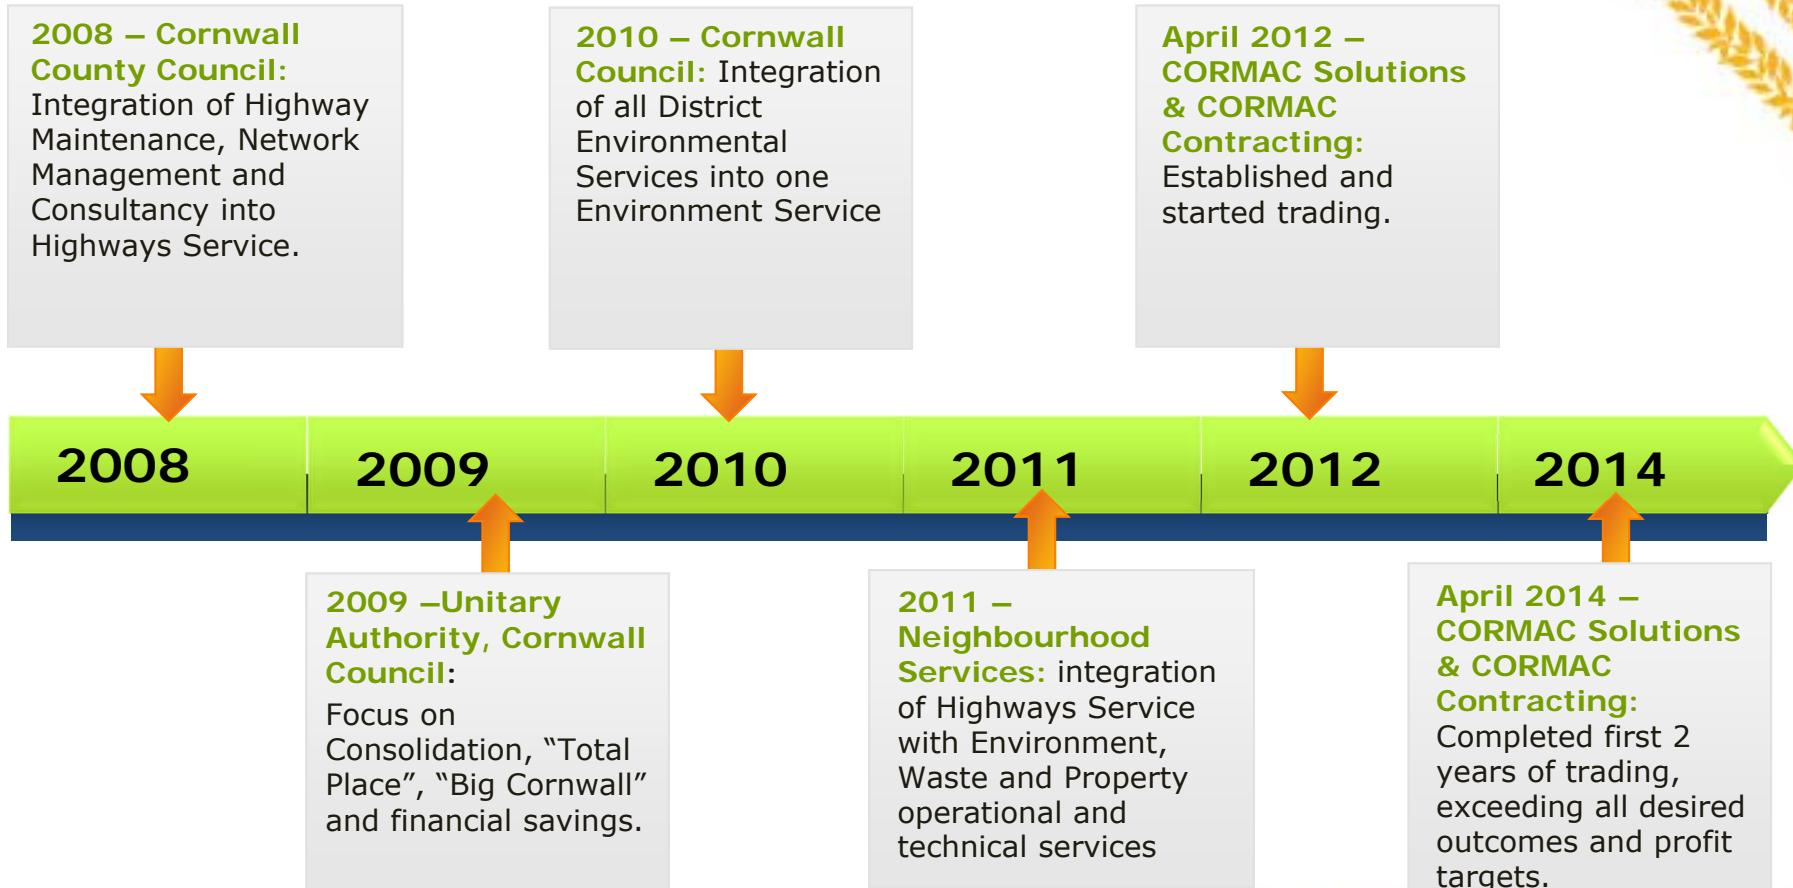 2008 – Cornwall
County Council:
Integration of Highway
Maintenance, Network
Management and
Consultancy into
Highways Service.
2010 – Cornwall
Council: Integration
of all District
Environmental
Services into one
Environment Service
April 2012 –
CORMAC Solutions
& CORMAC
Contracting:
Established and
started trading.
2008
2009
2010
2011
2012
2014
2009 –Unitary
Authority, Cornwall
Council:
Focus on
Consolidation, “Total
Place”, “Big Cornwall”
and financial savings.
2011 –
Neighbourhood
Services: integration
of Highways Service
with Environment,
Waste and Property
operational and
technical services
April 2014 –
CORMAC Solutions
& CORMAC
Contracting:
Completed first 2
years of trading,
exceeding all desired
outcomes and profit
targets.